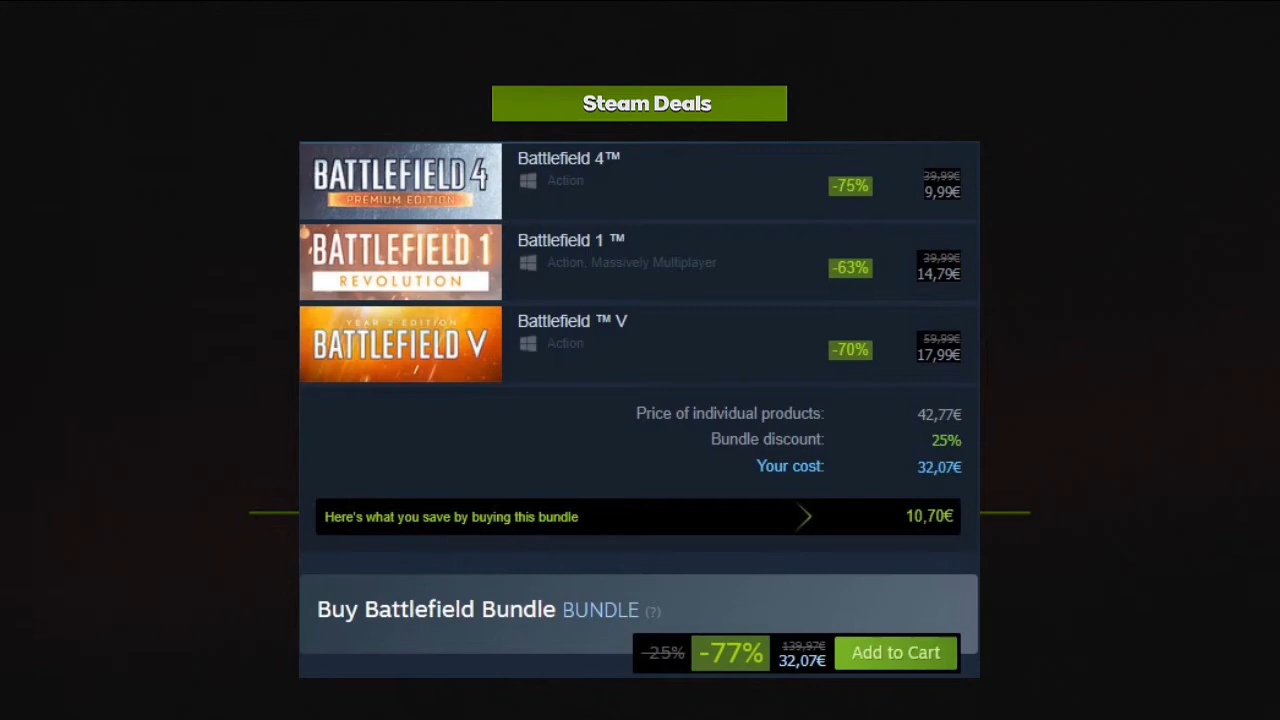 Steam Deals
BATTLEFIELD 4
PREMIUM EDITION
Battlefield 4™
Action
-75%
39,99€
9,99€
BATTLEFIELD 1
REVOLUTION
Battlefield 1 ™
Action, Massively Multiplayer
-63%
39,99€
14,79€
YEAR 2 EDITION
BATTLEFIELD V
Battlefield ™ V
Action
-70%
59,99€
17,99€
Price of individual products: 42,77€
Bundle discount: 25%
Your cost: 32,07€
Here's what you save by buying this bundle 10,70€
Buy Battlefield Bundle BUNDLE (?)
-25% -77% 139,97€ 32,07€ Add to Cart